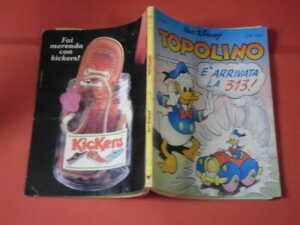 Fai
merenda
con
kickers!
KicKers
WALT DISNEY
TOPOLINO
E' ARRIVATA
LA 313!